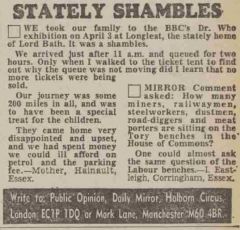 STATELY SHAMBLES
WE took our family to the BBC's Dr. Who
exhibition on April 3 at Longleat, the stately home
of Lord Bath. It was a shambles.
We arrived just after 11 a.m. and queued for two
hours. Only when I walked to the ticket tent to find
out why the queue was not moving did I learn that no
more tickets were being
sold.
Our journey was some
200 miles in all, and was
to have been a special
treat for the children.
They came home very
disappointed and upset,
and we had spent money
we could ill afford on
petrol and the parking
fee.—Mother, Hainault,
Essex.
MIRROR Comment
asked: How many
miners, railwaymen,
steelworkers, dustmen,
road-diggers and meat
porters are sitting on the
Tory benches in the
House of Commons?
One could almost ask
the same question of the
Labour benches.—I. East-
leigh, Corringham, Essex.
Write to: Public Opinion, Daily Mirror, Holborn Circus,
London EC1P 1DQ or Mark Lane, Manchester M60 4BR.